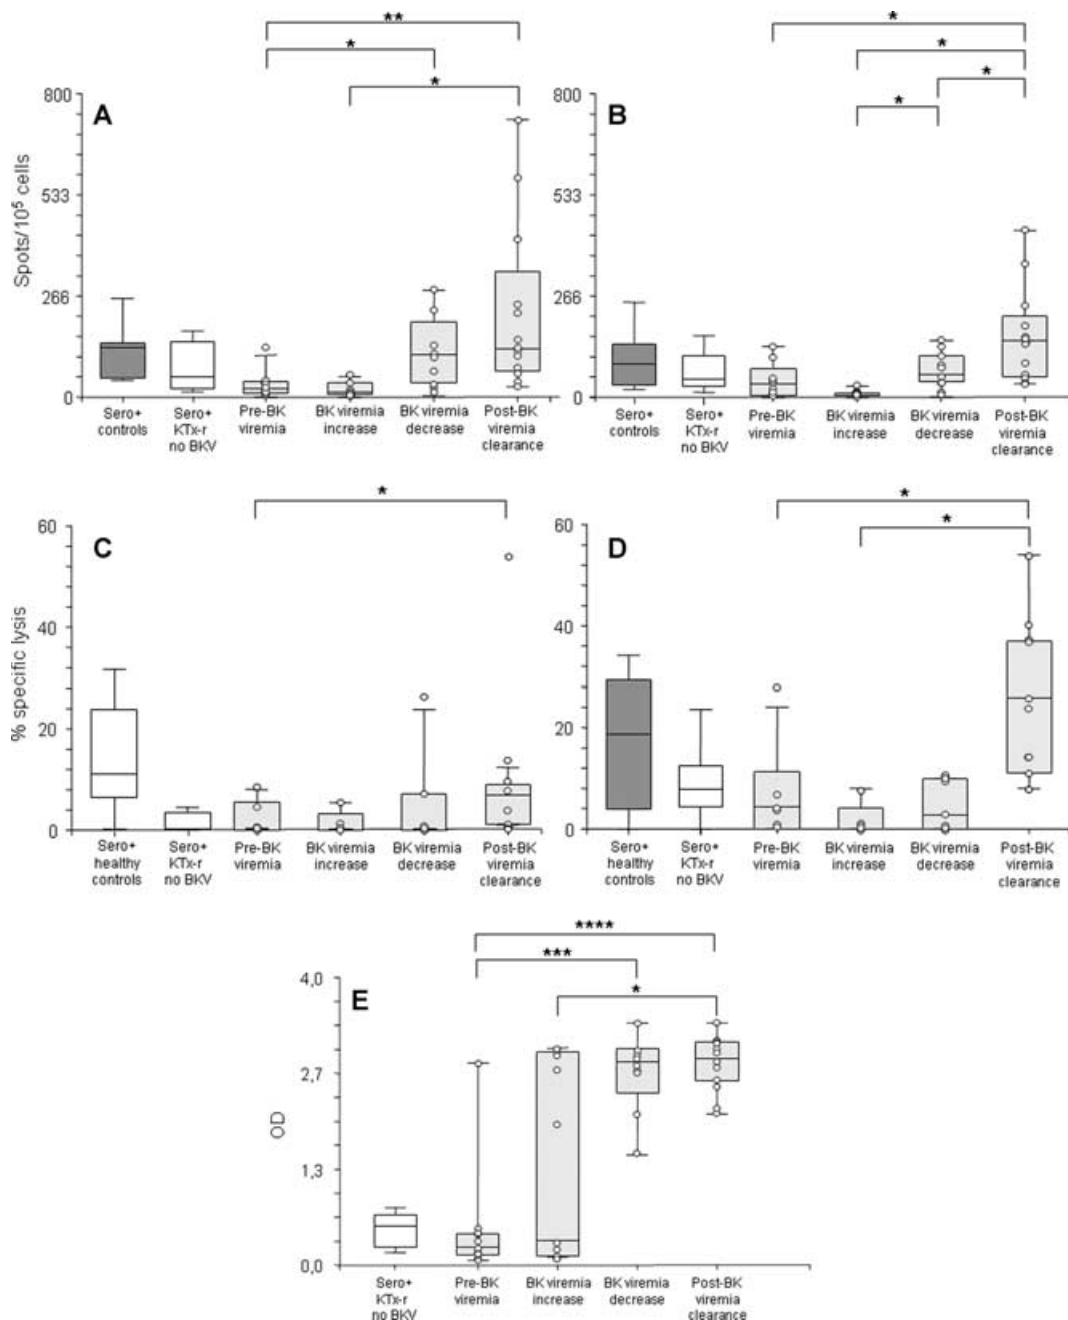 **
*
*
*
*
*
*
A
B
800
533
266
0
Spots/10⁵ cells
800
533
266
0
Sero+
controls
Sero+
KTx-r
no BKV
Pre-BK
viremia
BK viremia
increase
BK viremia
decrease
Post-BK
viremia
clearance
Sero+
controls
Sero+
KTx-r
no BKV
Pre-BK
viremia
BK viremia
increase
BK viremia
decrease
Post-BK
viremia
clearance
*
*
*
C
D
60
40
20
0
% specific lysis
60
40
20
0
Sero+
healthy
controls
Sero+
KTx-r
no BKV
Pre-BK
viremia
BK viremia
increase
BK viremia
decrease
Post-BK
viremia
clearance
Sero+
healthy
controls
Sero+
KTx-r
no BKV
Pre-BK
viremia
BK viremia
increase
BK viremia
decrease
Post-BK
viremia
clearance
****
***
*
E
4,0
2,7
1,3
0,0
OD
Sero+
KTx-r
no BKV
Pre-BK
viremia
BK viremia
increase
BK viremia
decrease
Post-BK
viremia
clearance